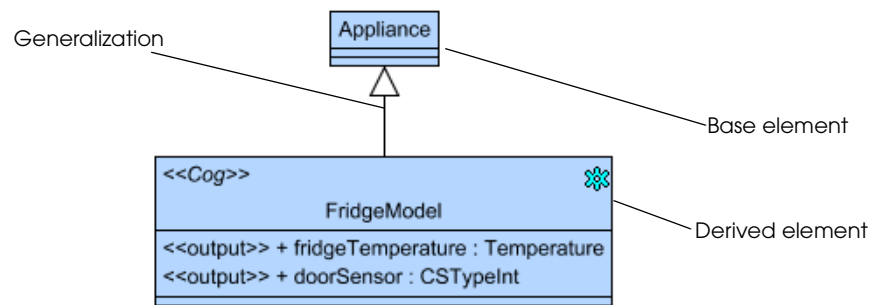 Appliance
Generalization
Base element
<<Cog>>
FridgeModel
Derived element
<<output>> + fridgeTemperature : Temperature
<<output>> + doorSensor : CSTypeInt